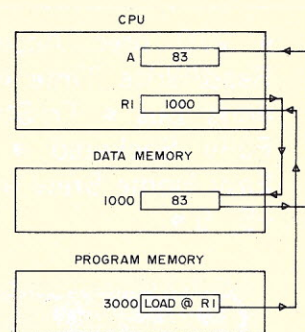 CPU
A 83
R1 1000
DATA MEMORY
1000 83
PROGRAM MEMORY
3000 LOAD @ R1